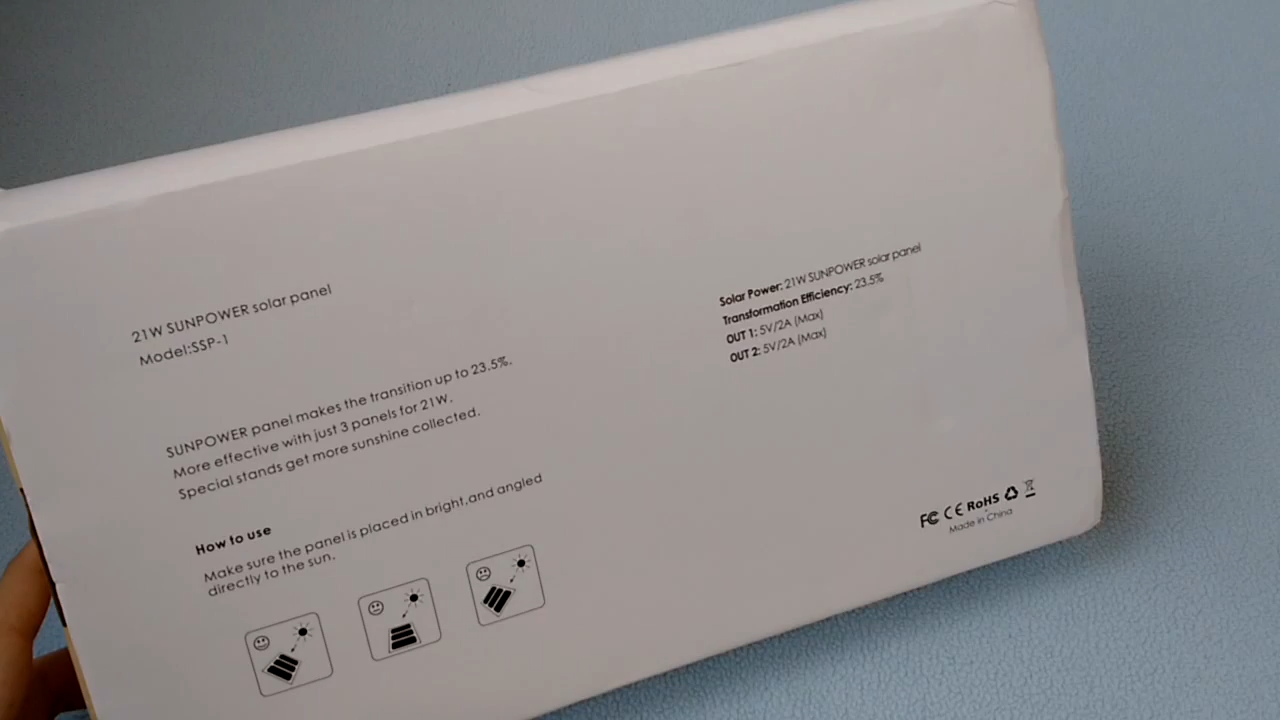 21W SUNPOWER solar panel
Model:SSP-1
SUNPOWER panel makes the transition up to 23.5%.
More effective with just 3 panels for 21W.
Special stands get more sunshine collected.
How to use
Make sure the panel is placed in bright,and angled
directly to the sun.
Solar Power: 21W SUNPOWER solar panel
Transformation Efficiency: 23.5%
OUT 1: 5V/2A (Max)
OUT 2: 5V/2A (Max)
FC CE RoHS
Made in China